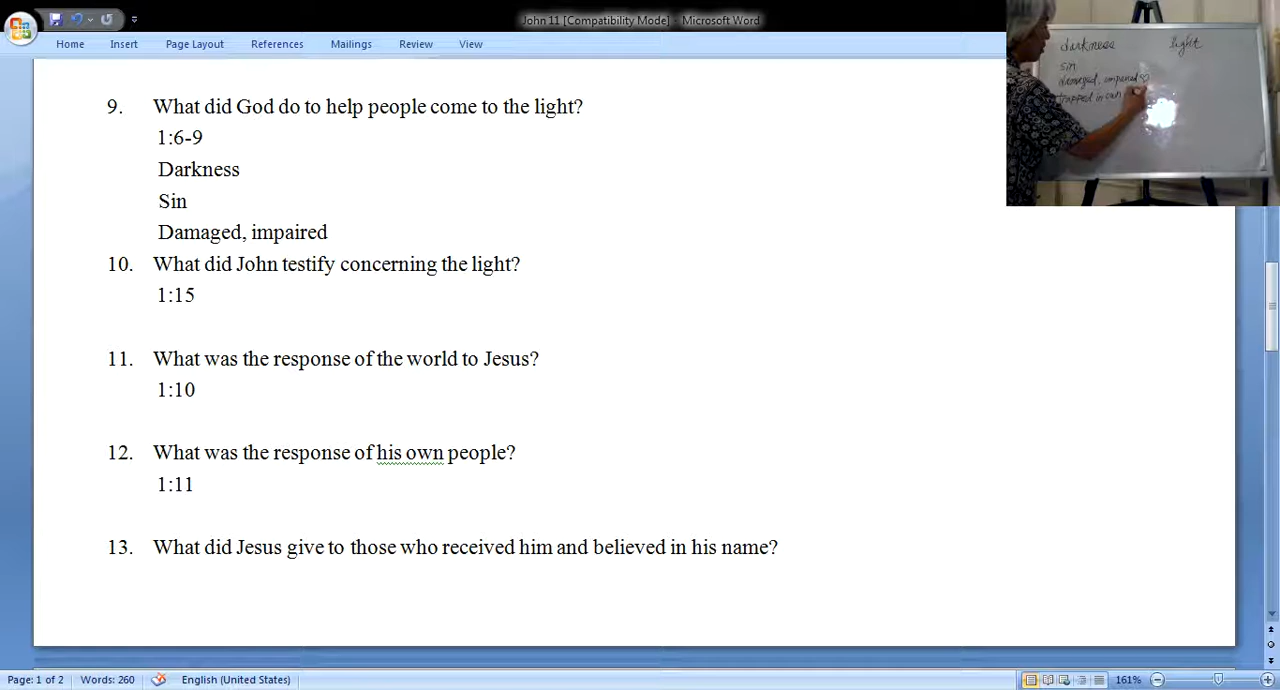 John 11 [Compatibility Mode] - Microsoft Word
Home Insert Page Layout References Mailings Review View
9. What did God do to help people come to the light?
1:6-9
Darkness
Sin
Damaged, impaired
10. What did John testify concerning the light?
1:15
11. What was the response of the world to Jesus?
1:10
12. What was the response of his own people?
1:11
13. What did Jesus give to those who received him and believed in his name?
darkness light
sin
damaged, impaired
trapped in own
Page: 1 of 2 Words: 260 English (United States) 161%